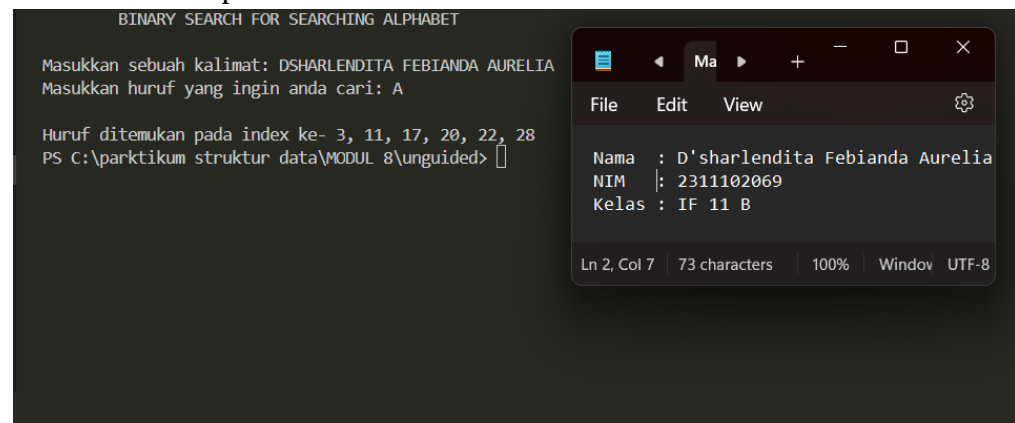 BINARY SEARCH FOR SEARCHING ALPHABET
Masukkan sebuah kalimat: DSHARLENDITA FEBIANDA AURELIA
Masukkan huruf yang ingin anda cari: A
Huruf ditemukan pada index ke- 3, 11, 17, 20, 22, 28
PS C:\parktikum struktur data\MODUL 8\unguided>
Ma
File Edit View
Nama : D'sharlendita Febianda Aurelia
NIM : 2311102069
Kelas : IF 11 B
Ln 2, Col 7 73 characters 100% Window UTF-8